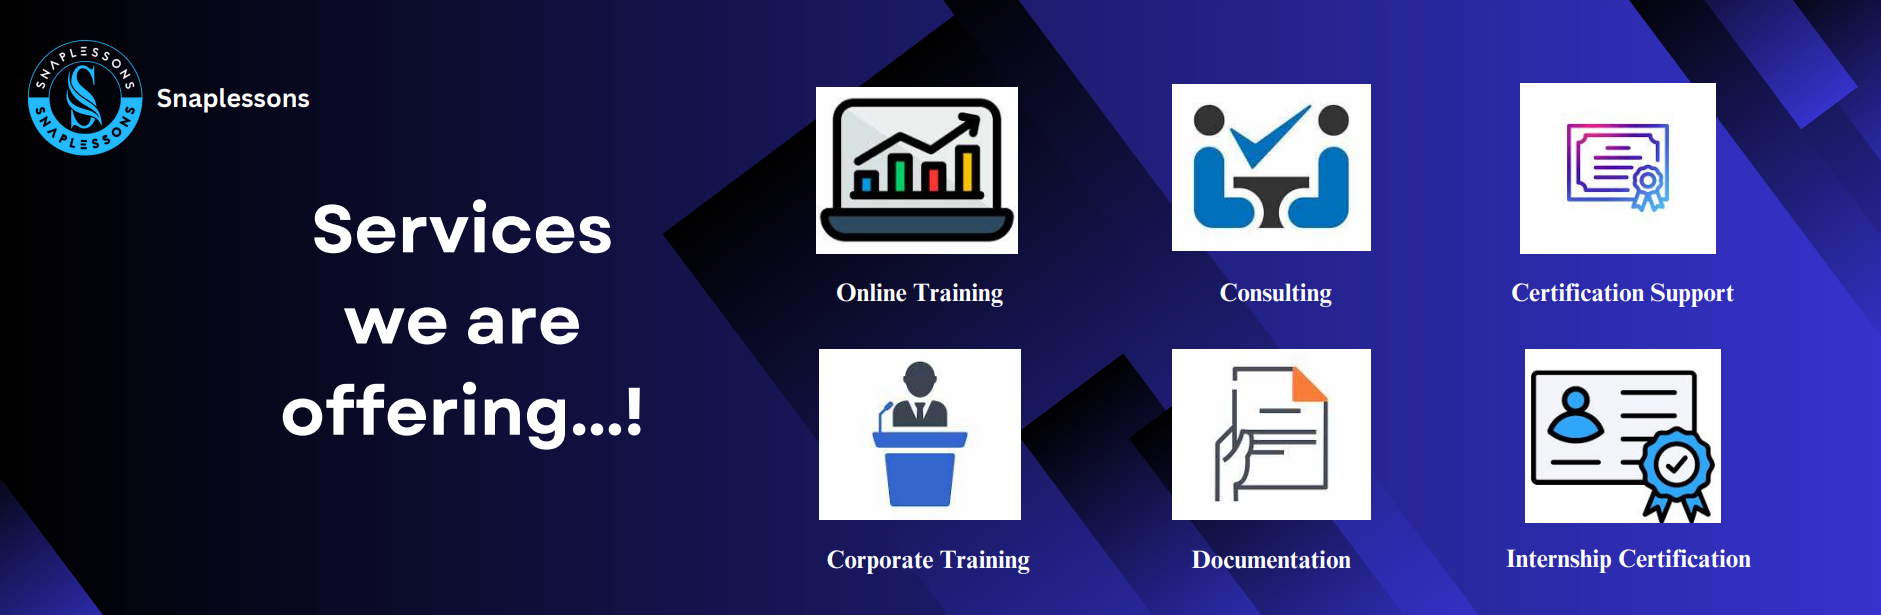 SNAPLESSONS
SNAPLESSONS
Snaplessons
Services
we are
offering...!
Online Training
Consulting
Certification Support
Corporate Training
Documentation
Internship Certification